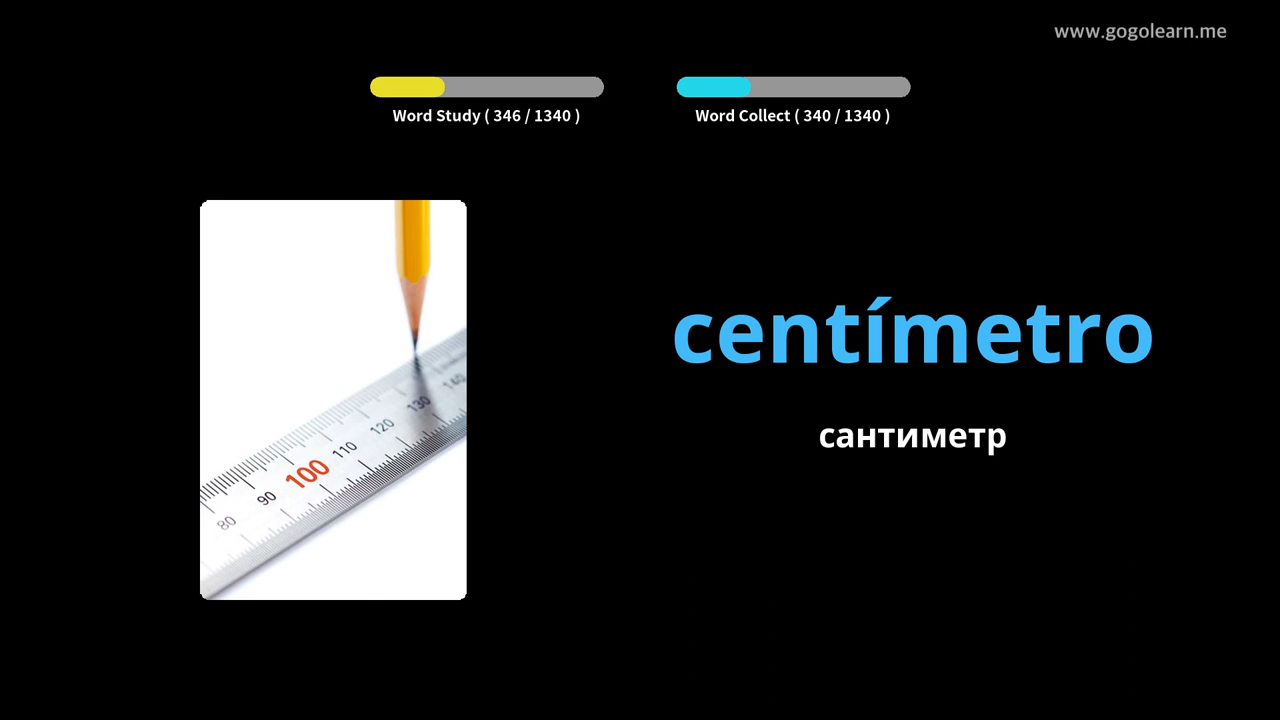 www.gogolearn.me
Word Study ( 346 / 1340 )
Word Collect ( 340 / 1340 )
centímetro
сантиметр
80
90
100
110
120
130
140